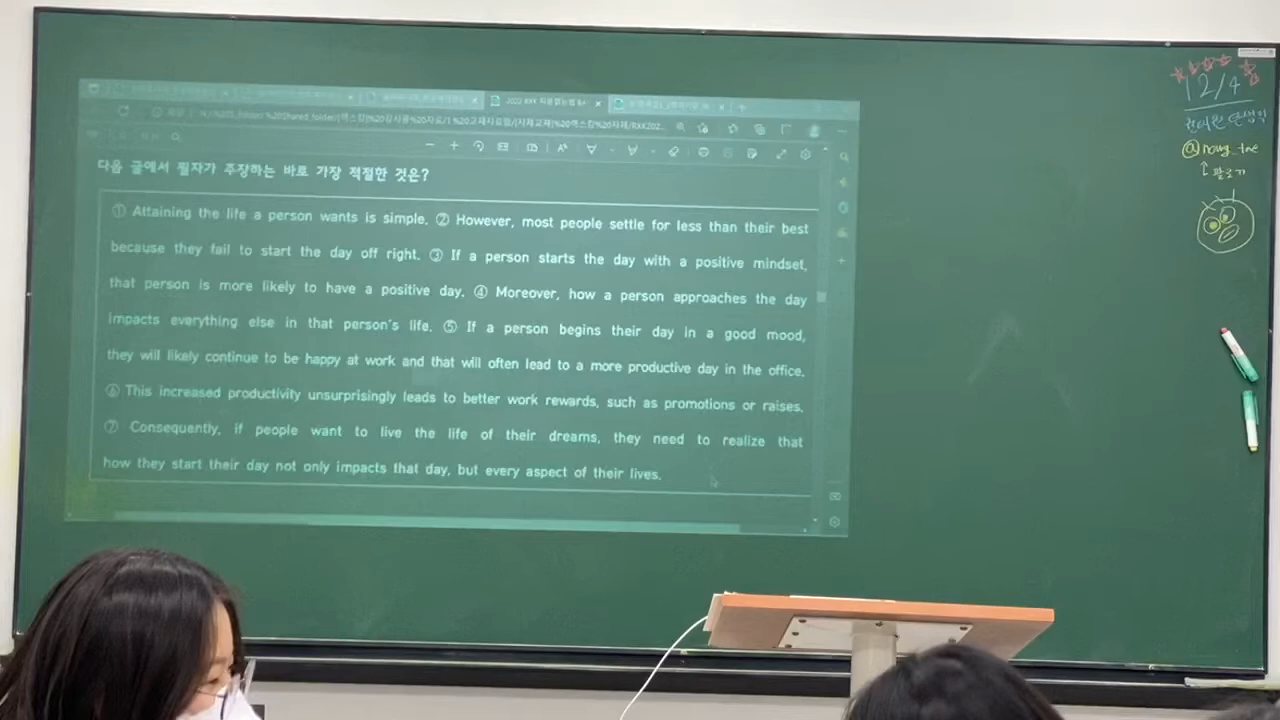 2022 RXX
다음 글에서 필자가 주장하는 바로 가장 적절한 것은?
① Attaining the life a person wants is simple. ② However, most people settle for less than their best
because they fail to start the day off right. ③ If a person starts the day with a positive mindset,
that person is more likely to have a positive day. ④ Moreover, how a person approaches the day
impacts everything else in that person's life. ⑤ If a person begins their day in a good mood,
they will likely continue to be happy at work and that will often lead to a more productive day in the office.
⑥ This increased productivity unsurprisingly leads to better work rewards, such as promotions or raises.
⑦ Consequently, if people want to live the life of their dreams, they need to realize that
how they start their day not only impacts that day, but every aspect of their lives.
12/4
팔로우